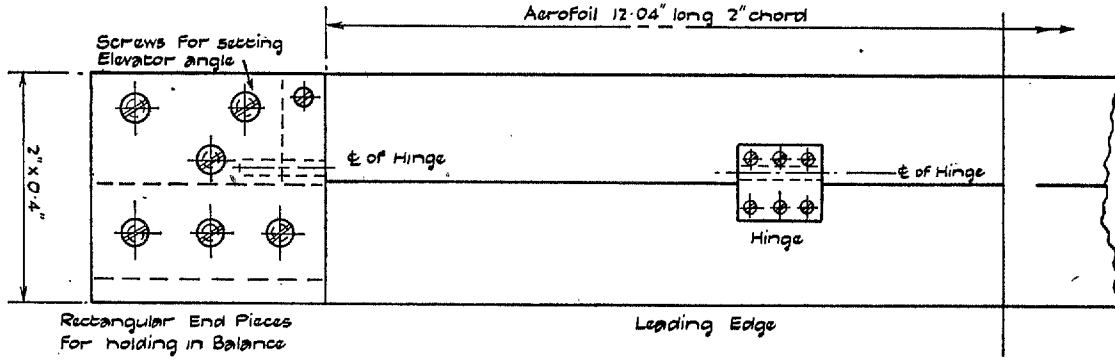 Aerofoil 12·04" long 2" chord
Screws for setting
Elevator angle
2" x 0·4"
℄ of Hinge
℄ of Hinge
Hinge
Rectangular End Pieces
for holding in Balance
Leading Edge